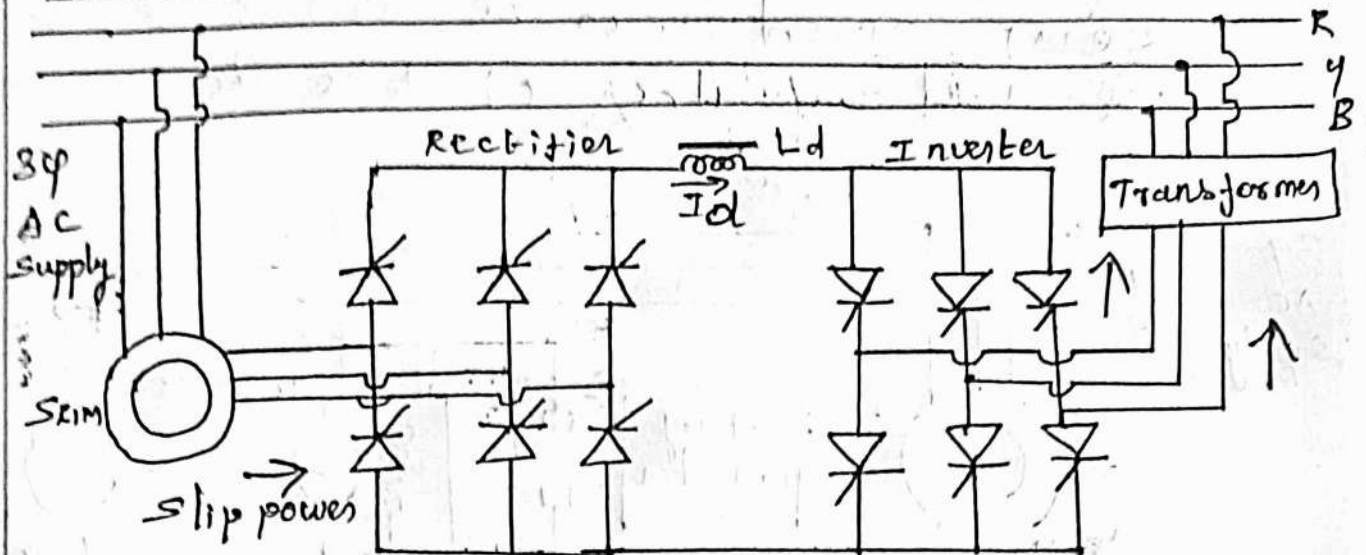 R
Y
B
3φ
AC
Supply
Rectifier
Ld
Inverter
Id
Transformer
SRIM
Slip power